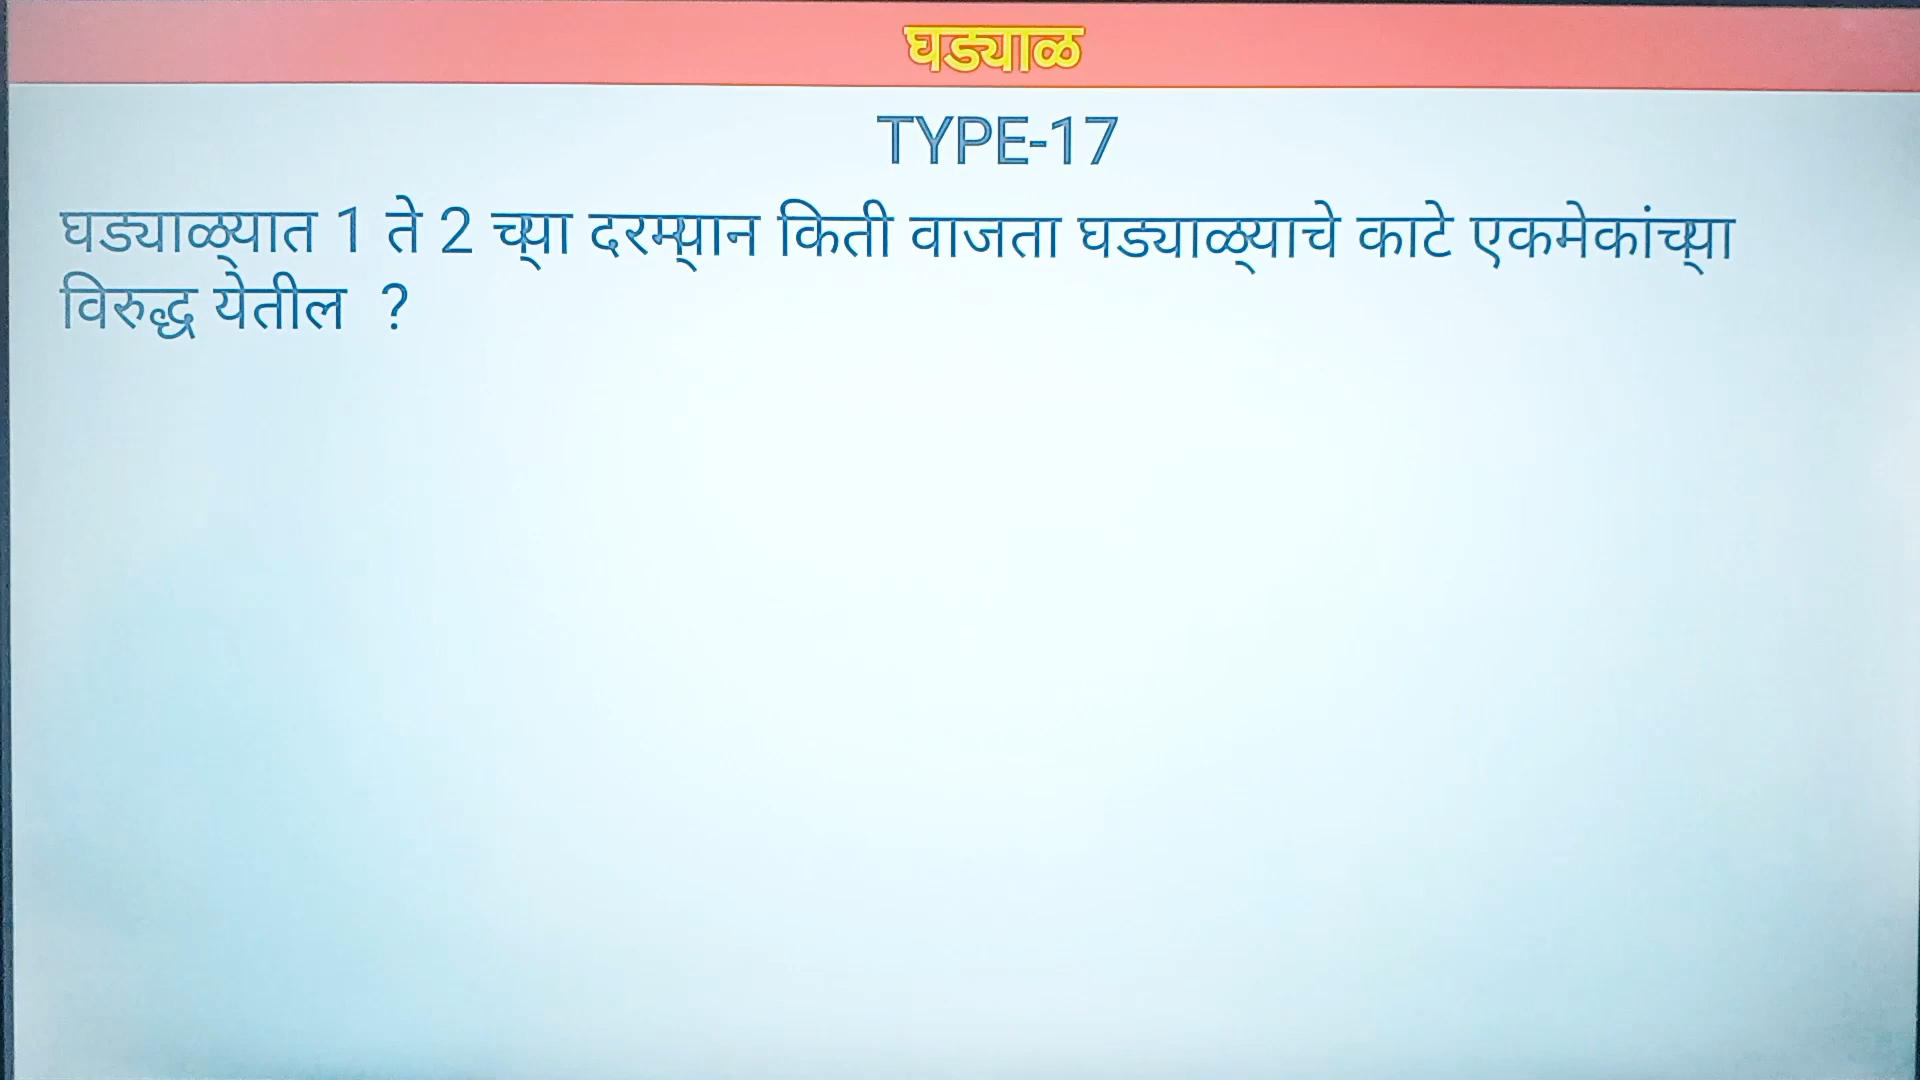 घड्याळ
TYPE-17
घड्याळ्यात 1 ते 2 च्या दरम्यान किती वाजता घड्याळ्याचे काटे एकमेकांच्या
विरुद्ध येतील ?